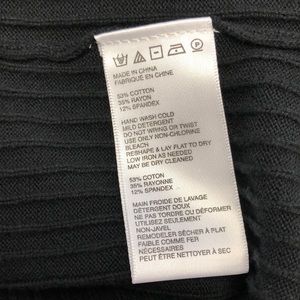 MADE IN CHINA
FABRIQUÉ EN CHINE
53% COTTON
35% RAYON
12% SPANDEX
HAND WASH COLD
MILD DETERGENT
DO NOT WRING OR TWIST
USE ONLY NON-CHLORINE
BLEACH
RESHAPE & LAY FLAT TO DRY
LOW IRON AS NEEDED
MAY BE DRY CLEANED
53% COTON
35% RAYONNE
12% SPANDEX
MAIN FROIDE DE LAVAGE
DÉTERGENT DOUX
NE PAS TORDRE OU DÉFORMER
UTILISEZ SEULEMENT
NON-JAVEL
REMODELER SÉCHER À PLAT
FAIBLE COMME FER
NÉCESSAIRES
PEUT ÊTRE NETTOYER À SEC